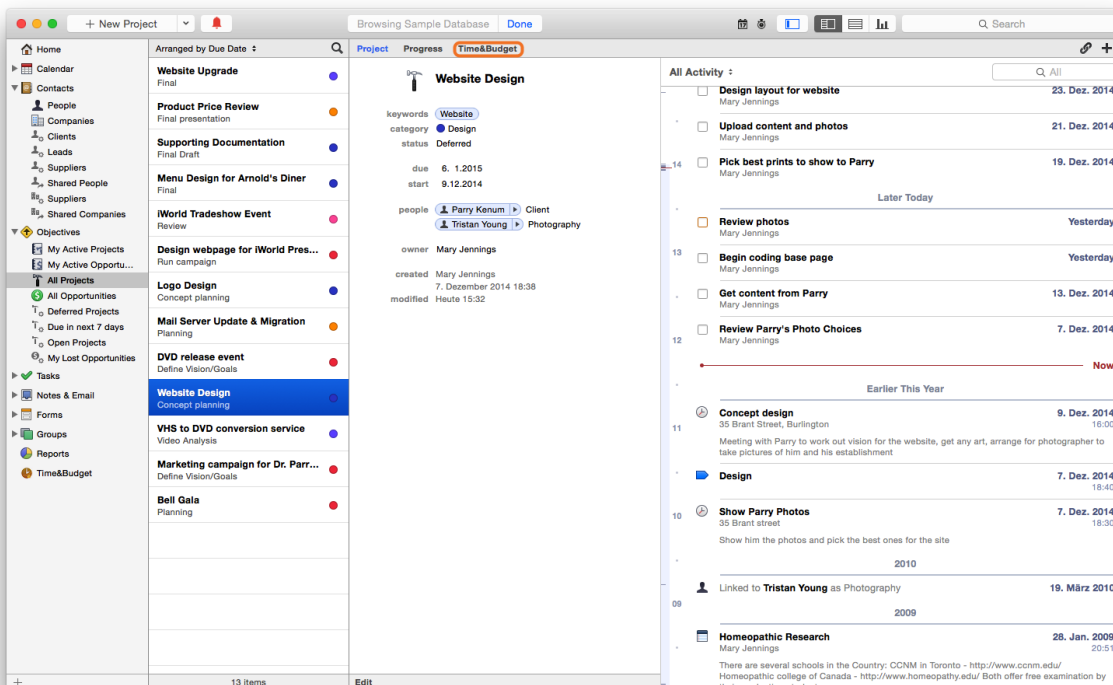 New Project
Browsing Sample Database Done
Search
Home
Calendar
Contacts
People
Companies
Clients
Leads
Suppliers
Shared People
Suppliers
Shared Companies
Objectives
My Active Projects
My Active Opportu...
All Projects
All Opportunities
Deferred Projects
Due in next 7 days
Open Projects
My Lost Opportunities
Tasks
Notes & Email
Forms
Groups
Reports
Time&Budget
Arranged by Due Date
Website Upgrade
Final
Product Price Review
Final presentation
Supporting Documentation
Final Draft
Menu Design for Arnold's Diner
Final
iWorld Tradeshow Event
Review
Design webpage for iWorld Pres...
Run campaign
Logo Design
Concept planning
Mail Server Update & Migration
Planning
DVD release event
Define Vision/Goals
Website Design
Concept planning
VHS to DVD conversion service
Video Analysis
Marketing campaign for Dr. Parr...
Define Vision/Goals
Bell Gala
Planning
13 items
Project Progress Time&Budget
Website Design
keywords Website
category Design
status Deferred
due 6. 1.2015
start 9.12.2014
people Parry Kenum Client
Tristan Young Photography
owner Mary Jennings
created Mary Jennings
7. Dezember 2014 18:38
modified Heute 15:32
Edit
All Activity
All
Design layout for website 23. Dez. 2014
Mary Jennings
Upload content and photos 21. Dez. 2014
Mary Jennings
14 Pick best prints to show to Parry 19. Dez. 2014
Mary Jennings
Later Today
Review photos Yesterday
Mary Jennings
13 Begin coding base page Yesterday
Mary Jennings
Get content from Parry 13. Dez. 2014
Mary Jennings
Review Parry's Photo Choices 7. Dez. 2014
12 Mary Jennings
Now
Earlier This Year
Concept design 9. Dez. 2014
11 35 Brant Street, Burlington 16:00
Meeting with Parry to work out vision for the website, get any art, arrange for photographer to
take pictures of him and his establishment
Design 7. Dez. 2014
18:40
Show Parry Photos 7. Dez. 2014
10 35 Brant street 18:30
Show him the photos and pick the best ones for the site
2010
Linked to Tristan Young as Photography 19. März 2010
09
2009
Homeopathic Research 28. Jan. 2009
Mary Jennings 20:51
There are several schools in the Country: CCNM in Toronto - http://www.ccnm.edu/
Homeopathic college of Canada - http://www.homeopathy.edu/ Both offer free examination by